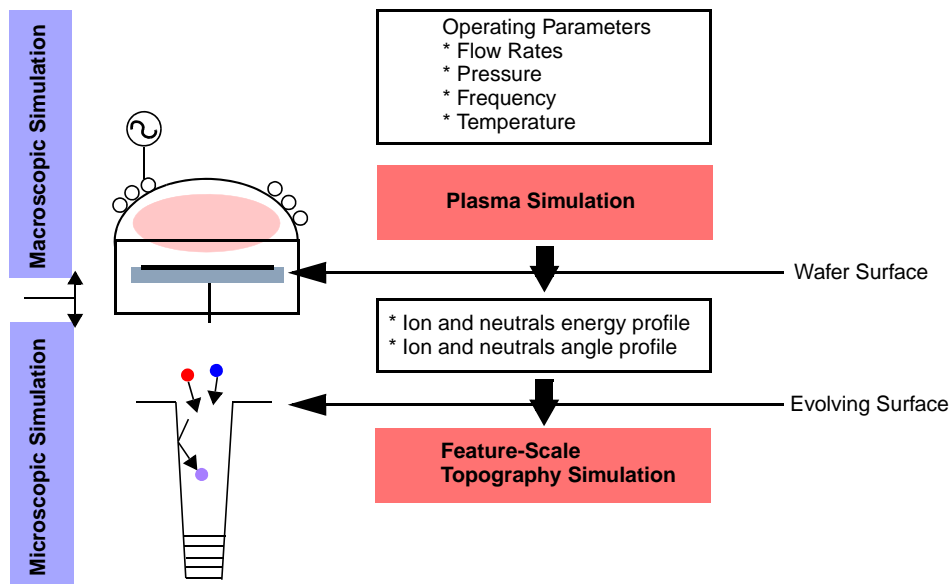 Macroscopic Simulation
Operating Parameters
* Flow Rates
* Pressure
* Frequency
* Temperature
Plasma Simulation
Wafer Surface
* Ion and neutrals energy profile
* Ion and neutrals angle profile
Microscopic Simulation
Evolving Surface
Feature-Scale
Topography Simulation